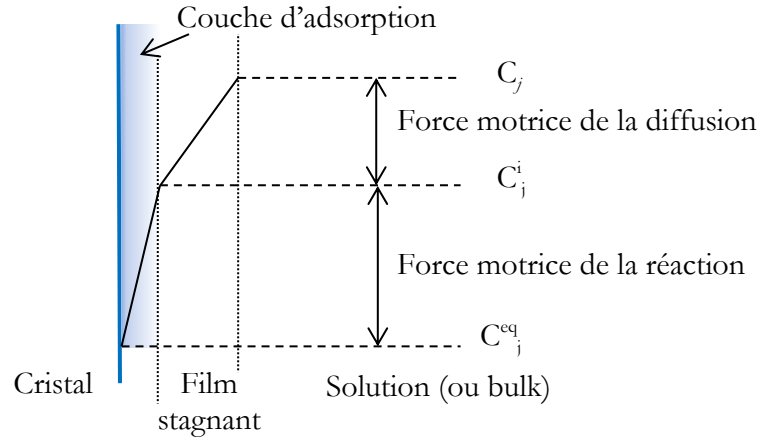 Couche d'adsorption
C_j
Force motrice de la diffusion
C^i_j
Force motrice de la réaction
C^eq_j
Cristal
Film
stagnant
Solution (ou bulk)